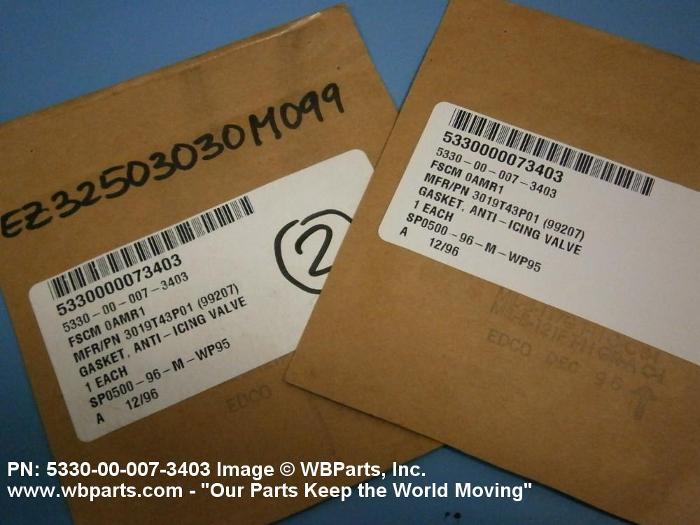 EZ32503030M099
5330000073403
5330-00-007-3403
FSCM 0AMR1
MFR/PN 3019T43P01 (99207)
GASKET, ANTI-ICING VALVE
1 EACH
SP0500-96-M-WP95
A 12/96
2
EDCO
5330000073403
5330-00-007-3403
FSCM 0AMR1
MFR/PN 3019T43P01 (99207)
GASKET, ANTI-ICING VALVE
1 EACH
SP0500-96-M-WP95
A 12/96
EDCO DEC 96
PN: 5330-00-007-3403 Image © WBParts, Inc.
www.wbparts.com - "Our Parts Keep the World Moving"